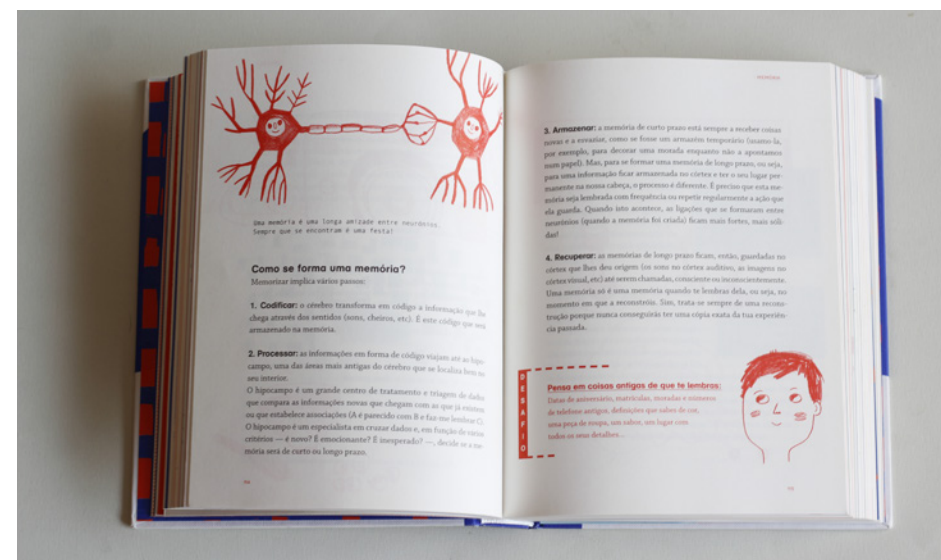 Uma memória é uma longa amizade entre neurónios.
Sempre que se encontram é uma festa!
Como se forma uma memória?
Memorizar implica vários passos:
1. Codificar: o cérebro transforma em código a informação que lhe
chega através dos sentidos (sons, cheiros, etc). É este código que será
armazenado na memória.
2. Processar: as informações em forma de código viajam até ao hipo-
campo, uma das áreas mais antigas do cérebro que se localiza bem no
seu interior.
O hipocampo é um grande centro de tratamento e triagem de dados
que compara as informações novas que chegam com as que já existem
ou que estabelece associações (A é parecido com B e faz-me lembrar C).
O hipocampo é um especialista em cruzar dados e, em função de vários
critérios — é novo? É emocionante? É inesperado? —, decide se a me-
mória será de curto ou longo prazo.
MEMÓRIA
3. Armazenar: a memória de curto prazo está sempre a receber coisas
novas e a esvaziar, como se fosse um armazém temporário (usamo-la,
por exemplo, para decorar uma morada enquanto não a apontamos
num papel). Mas, para se formar uma memória de longo prazo, ou seja,
para uma informação ficar armazenada no córtex e ter o seu lugar per-
manente na nossa cabeça, o processo é diferente. É preciso que esta me-
mória seja lembrada com frequência ou repetir regularmente a ação que
ela guarda. Quando isto acontece, as ligações que se formaram entre
neurónios (quando a memória foi criada) ficam mais fortes, mais sóli-
das!
4. Recuperar: as memórias de longo prazo ficam, então, guardadas no
córtex que lhes deu origem (os sons no córtex auditivo, as imagens no
córtex visual, etc) até serem chamadas, consciente ou inconscientemente.
Uma memória só é uma memória quando te lembras dela, ou seja, no
momento em que a reconstróis. Sim, trata-se sempre de uma recons-
trução porque nunca conseguirás ter uma cópia exata da tua experiên-
cia passada.
DESAFIO
Pensa em coisas antigas de que te lembras:
Datas de aniversário, matrículas, moradas e números
de telefone antigos, definições que sabes de cor,
uma peça de roupa, um sabor, um lugar com
todos os seus detalhes...